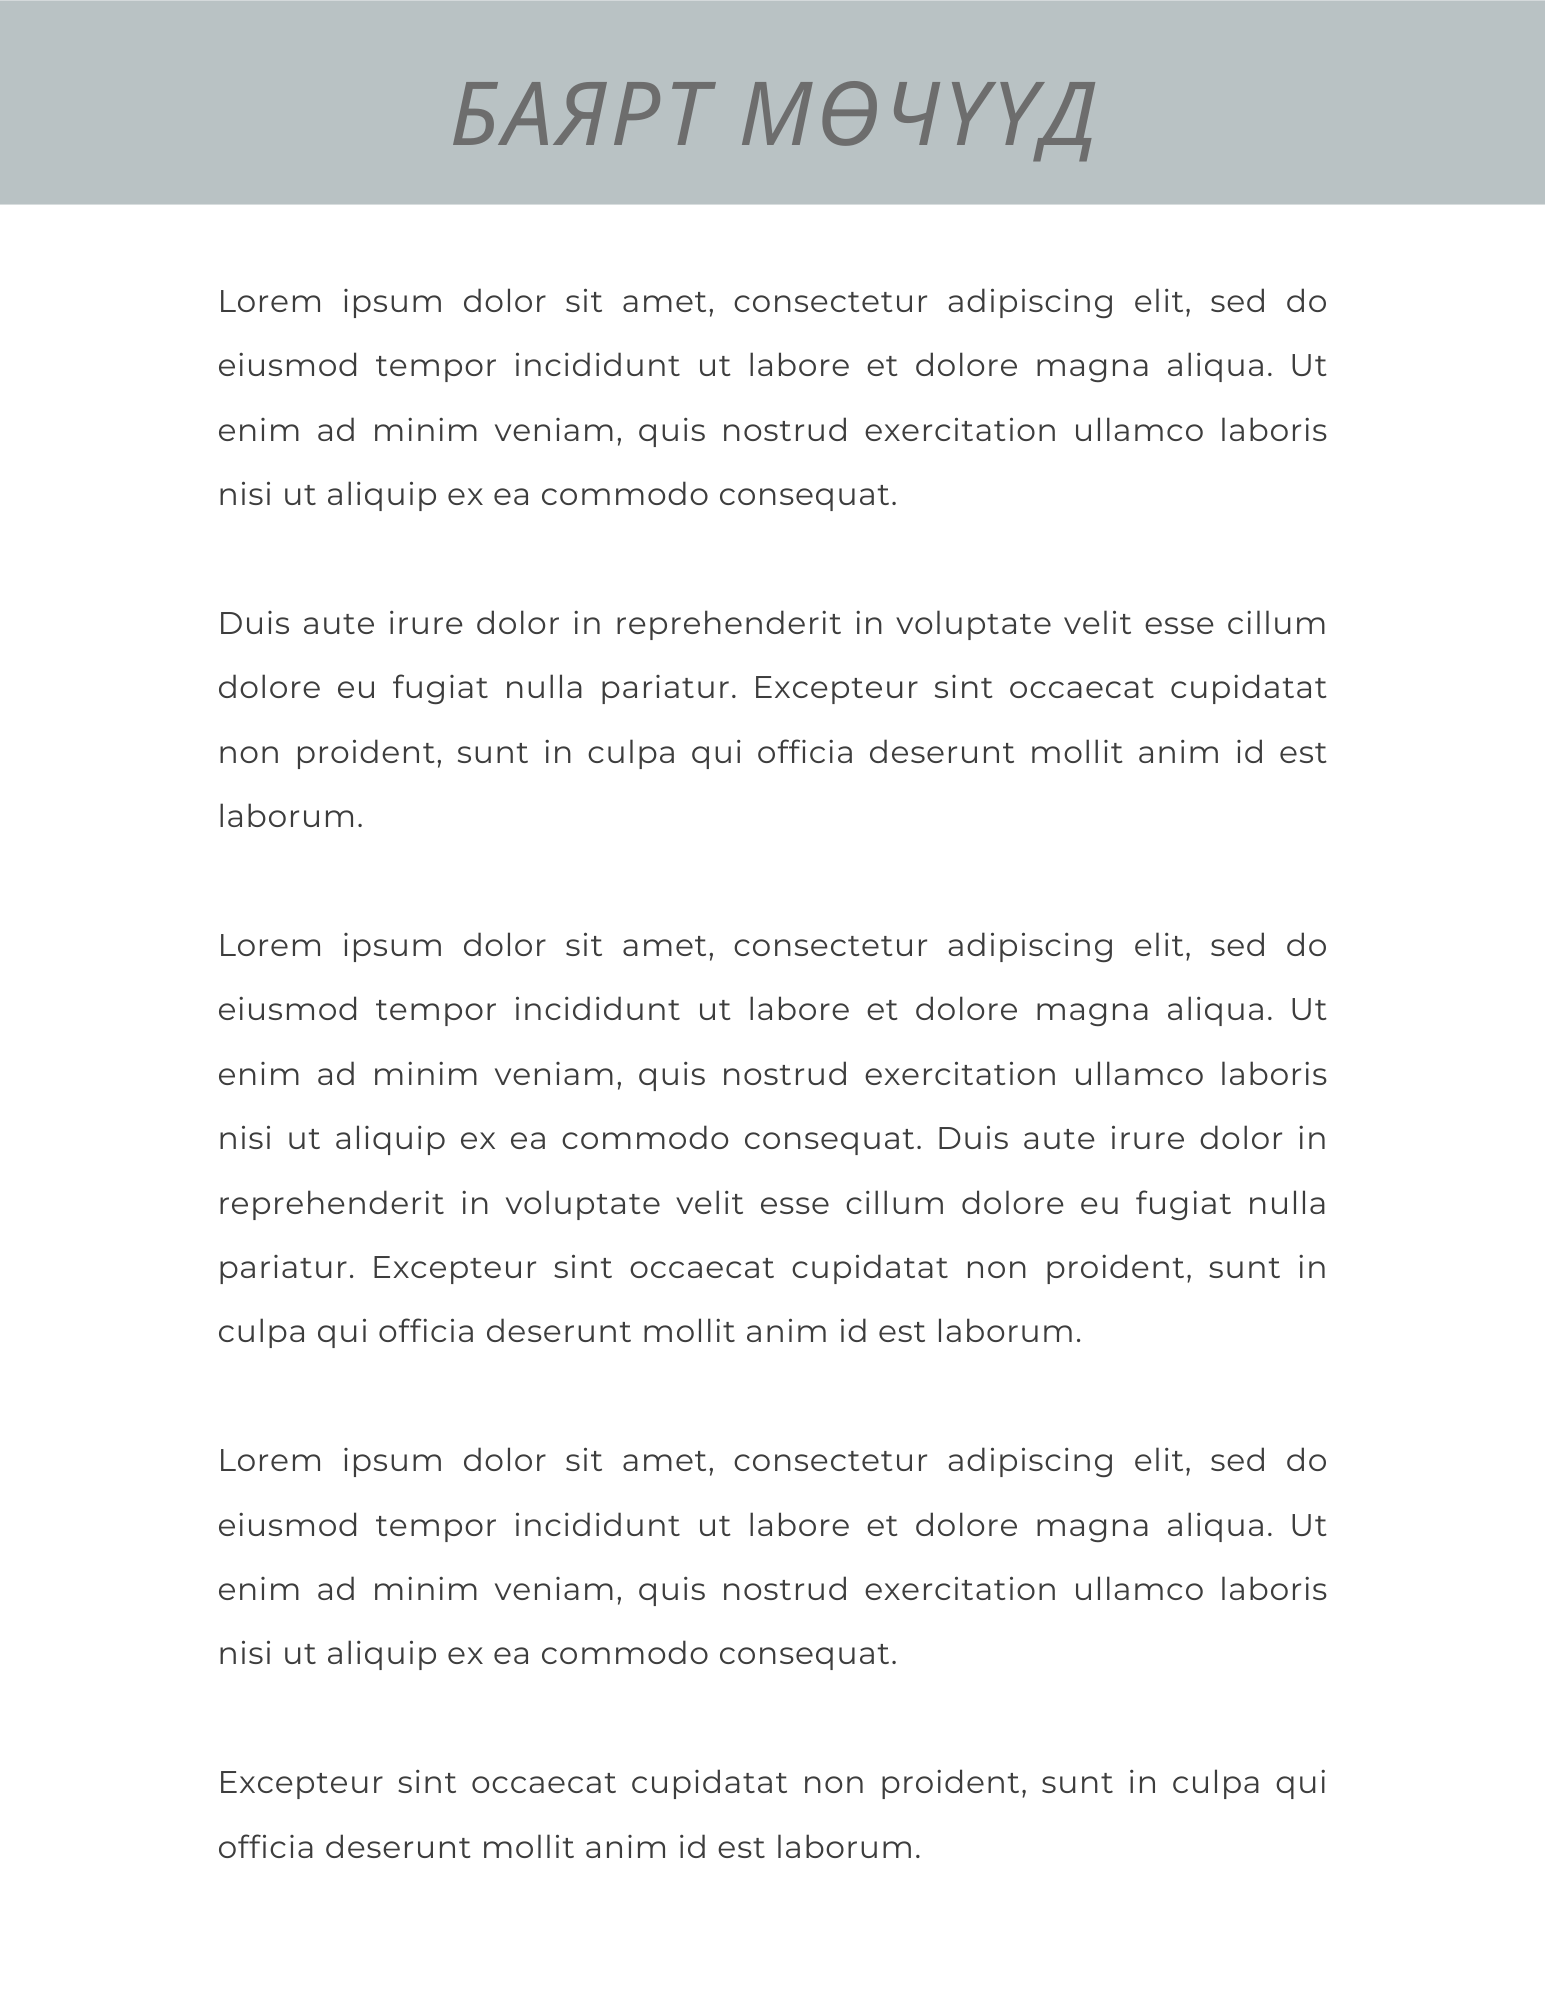 БАЯРТ МӨЧҮҮД
Lorem ipsum dolor sit amet, consectetur adipiscing elit, sed do
eiusmod tempor incididunt ut labore et dolore magna aliqua. Ut
enim ad minim veniam, quis nostrud exercitation ullamco laboris
nisi ut aliquip ex ea commodo consequat.
Duis aute irure dolor in reprehenderit in voluptate velit esse cillum
dolore eu fugiat nulla pariatur. Excepteur sint occaecat cupidatat
non proident, sunt in culpa qui officia deserunt mollit anim id est
laborum.
Lorem ipsum dolor sit amet, consectetur adipiscing elit, sed do
eiusmod tempor incididunt ut labore et dolore magna aliqua. Ut
enim ad minim veniam, quis nostrud exercitation ullamco laboris
nisi ut aliquip ex ea commodo consequat. Duis aute irure dolor in
reprehenderit in voluptate velit esse cillum dolore eu fugiat nulla
pariatur. Excepteur sint occaecat cupidatat non proident, sunt in
culpa qui officia deserunt mollit anim id est laborum.
Lorem ipsum dolor sit amet, consectetur adipiscing elit, sed do
eiusmod tempor incididunt ut labore et dolore magna aliqua. Ut
enim ad minim veniam, quis nostrud exercitation ullamco laboris
nisi ut aliquip ex ea commodo consequat.
Excepteur sint occaecat cupidatat non proident, sunt in culpa qui
officia deserunt mollit anim id est laborum.